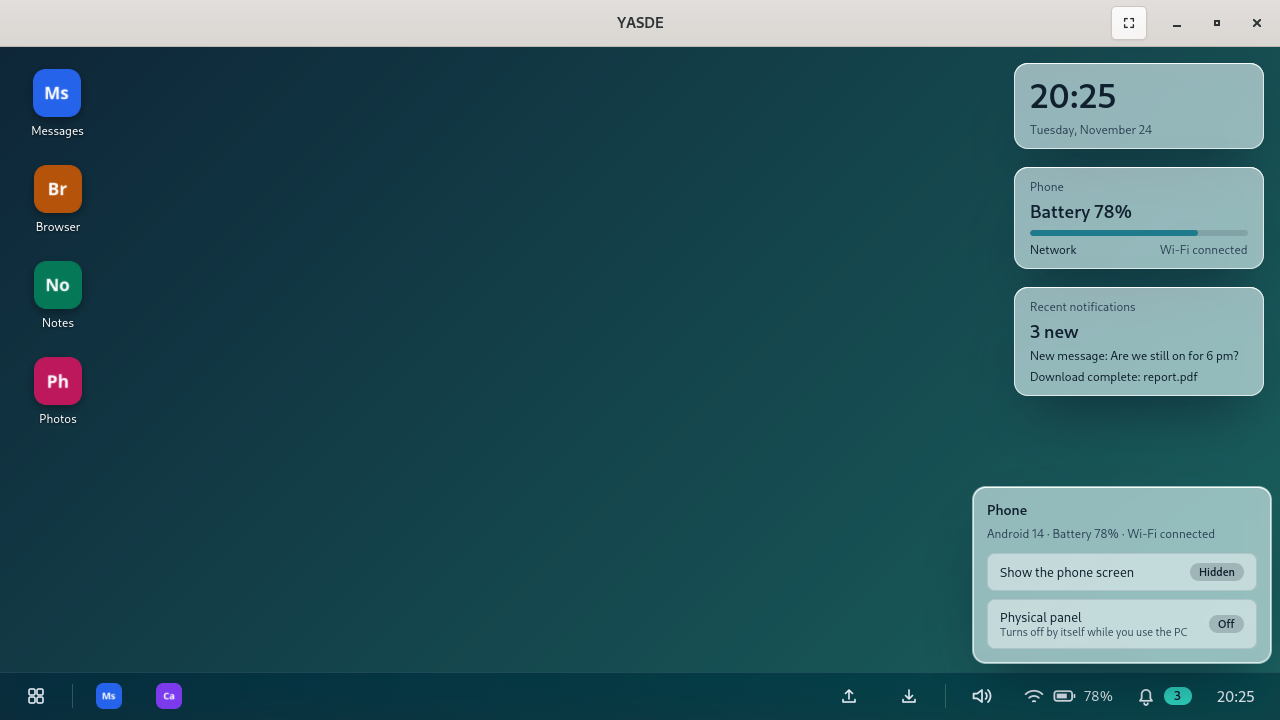 YASDE
Ms
Messages
Br
Browser
No
Notes
Ph
Photos
20:25
Tuesday, November 24
Phone
Battery 78%
Network Wi-Fi connected
Recent notifications
3 new
New message: Are we still on for 6 pm?
Download complete: report.pdf
Phone
Android 14 · Battery 78% · Wi-Fi connected
Show the phone screen Hidden
Physical panel
Turns off by itself while you use the PC
Off
Ms Ca 78% 3 20:25